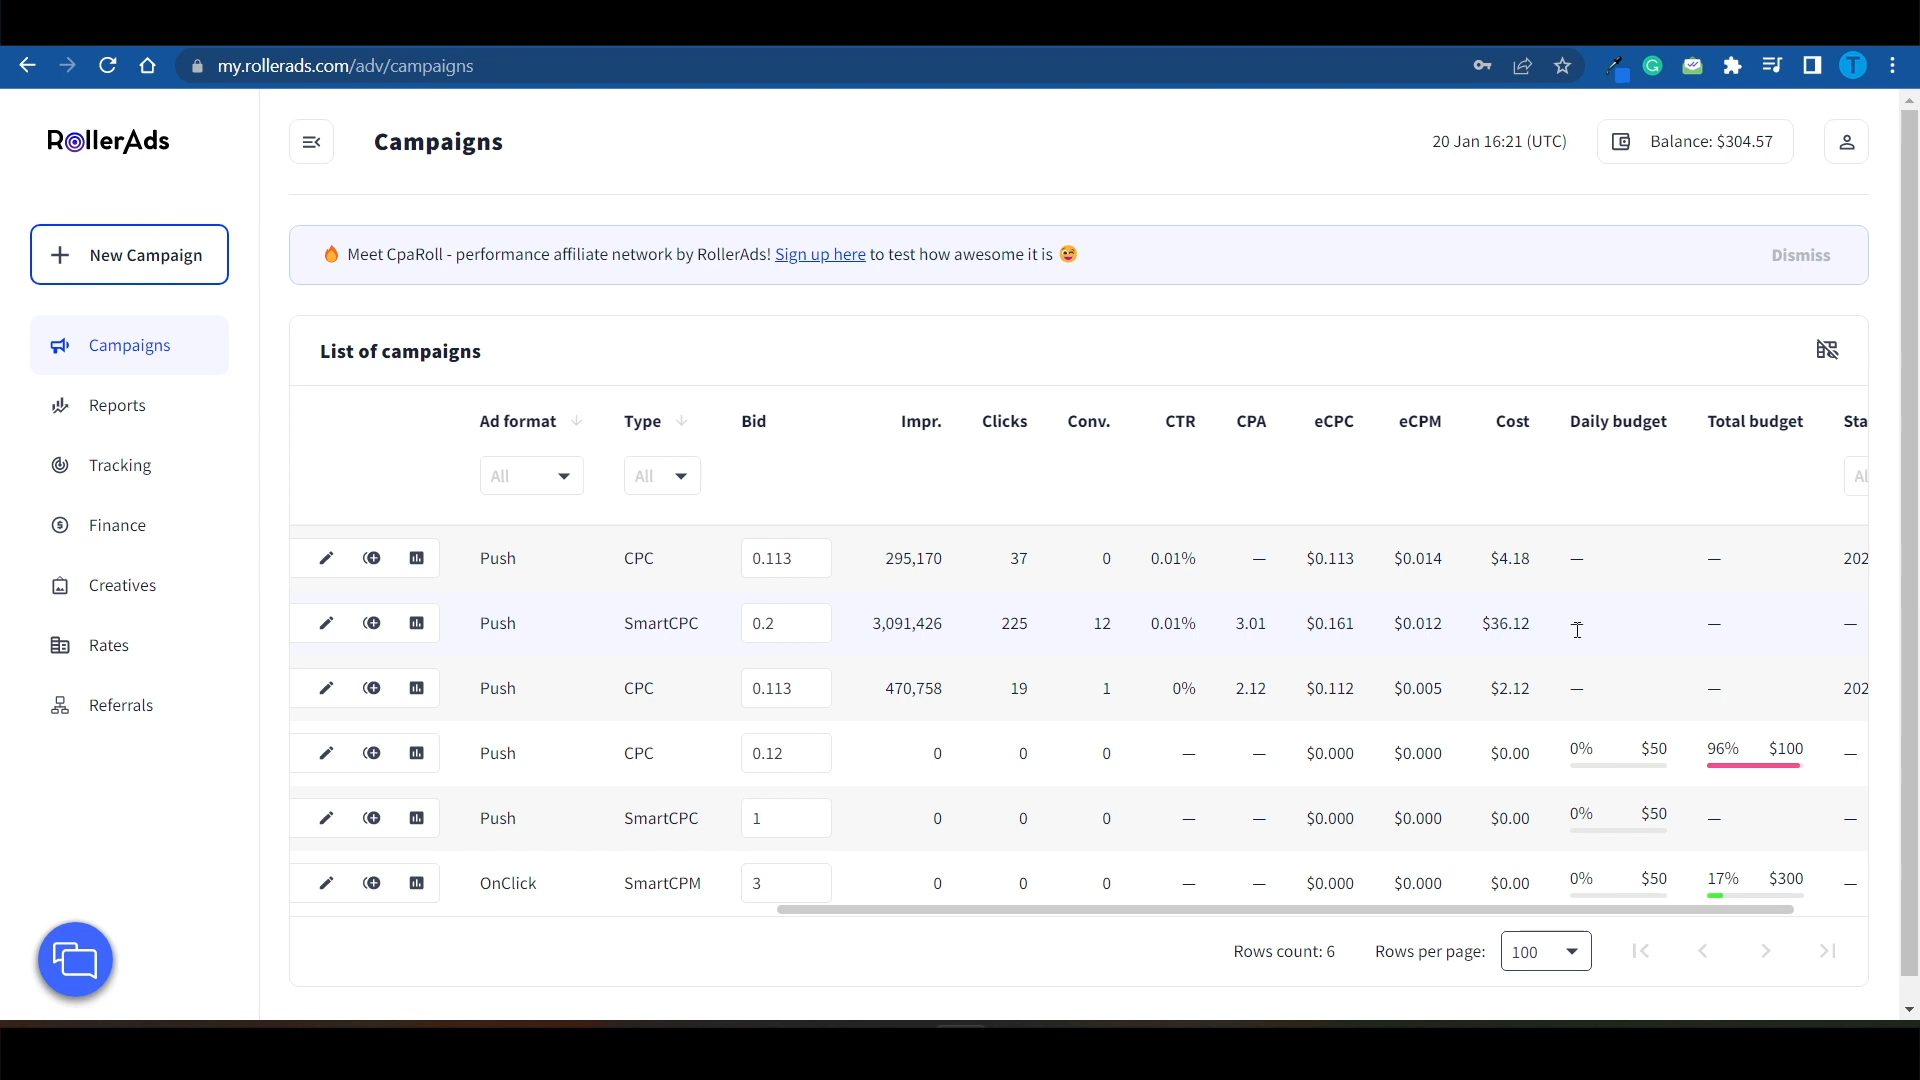 my.rollerads.com/adv/campaigns
T
RollerAds
Campaigns
20 Jan 16:21 (UTC)
Balance: $304.57
New Campaign
🔥 Meet CpaRoll - performance affiliate network by RollerAds! Sign up here to test how awesome it is 😋
Dismiss
Campaigns
Reports
Tracking
Finance
Creatives
Rates
Referrals
List of campaigns
Ad format Type Bid Impr. Clicks Conv. CTR CPA eCPC eCPM Cost Daily budget Total budget Sta
All All Al
Push CPC 0.113 295,170 37 0 0.01% — $0.113 $0.014 $4.18 — — 202
Push SmartCPC 0.2 3,091,426 225 12 0.01% 3.01 $0.161 $0.012 $36.12 — — —
Push CPC 0.113 470,758 19 1 0% 2.12 $0.112 $0.005 $2.12 — — 202
Push CPC 0.12 0 0 0 — — $0.000 $0.000 $0.00 0% $50 96% $100 —
Push SmartCPC 1 0 0 0 — — $0.000 $0.000 $0.00 0% $50 — —
OnClick SmartCPM 3 0 0 0 — — $0.000 $0.000 $0.00 0% $50 17% $300 —
Rows count: 6 Rows per page: 100